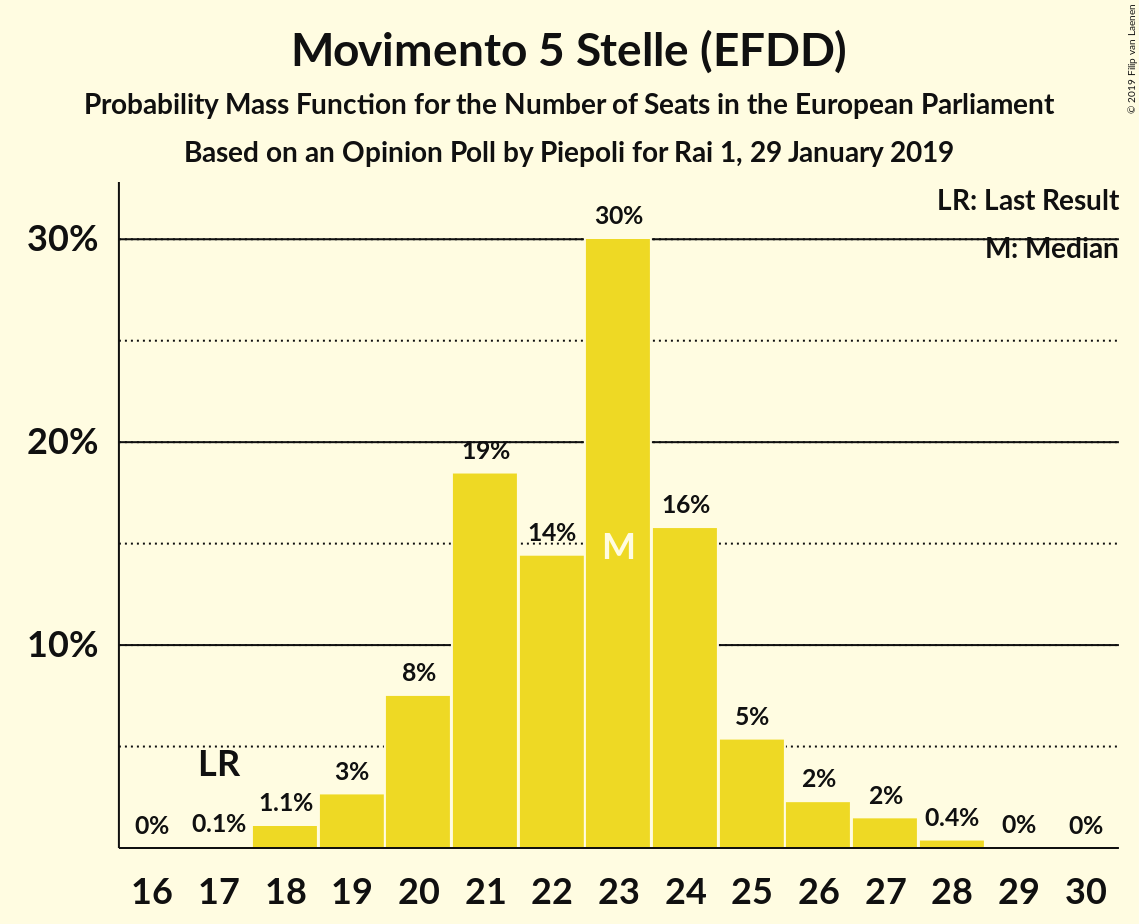 Movimento 5 Stelle (EFDD)
Probability Mass Function for the Number of Seats in the European Parliament
Based on an Opinion Poll by Piepoli for Rai 1, 29 January 2019
© 2019 Filip van Laenen
LR: Last Result
M: Median
30%
20%
10%
0%
0.1%
LR
1.1%
3%
8%
19%
14%
30%
M
16%
5%
2%
2%
0.4%
0%
0%
16 17 18 19 20 21 22 23 24 25 26 27 28 29 30